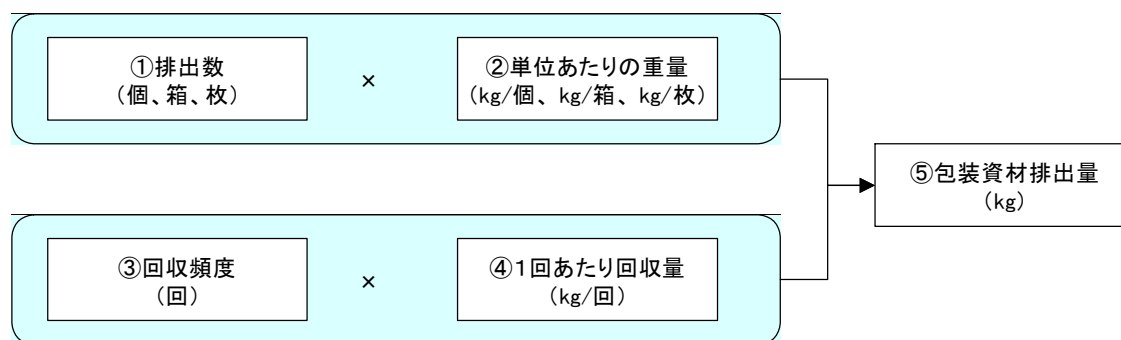 ①排出数
（個、箱、枚）
×
②単位あたりの重量
（kg/個、kg/箱、kg/枚）
⑤包装資材排出量
（kg）
③回収頻度
（回）
×
④１回あたり回収量
（kg/回）